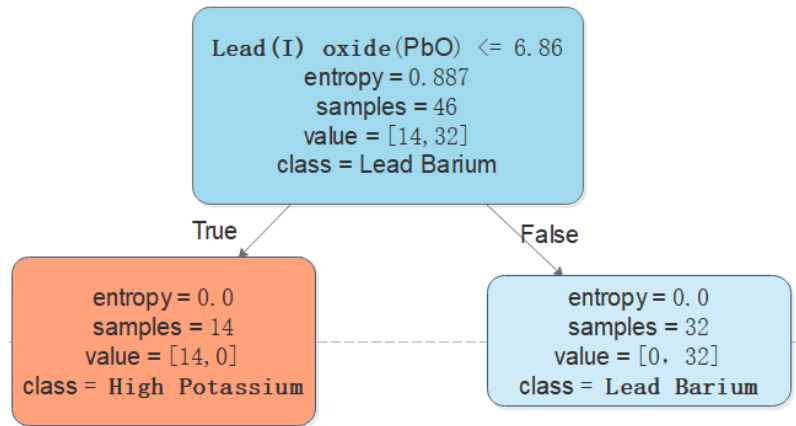 Lead(I) oxide(PbO) <= 6.86
entropy = 0.887
samples = 46
value = [14,32]
class = Lead Barium
True
False
entropy = 0.0
samples = 14
value = [14,0]
class = High Potassium
entropy = 0.0
samples = 32
value = [0，32]
class = Lead Barium